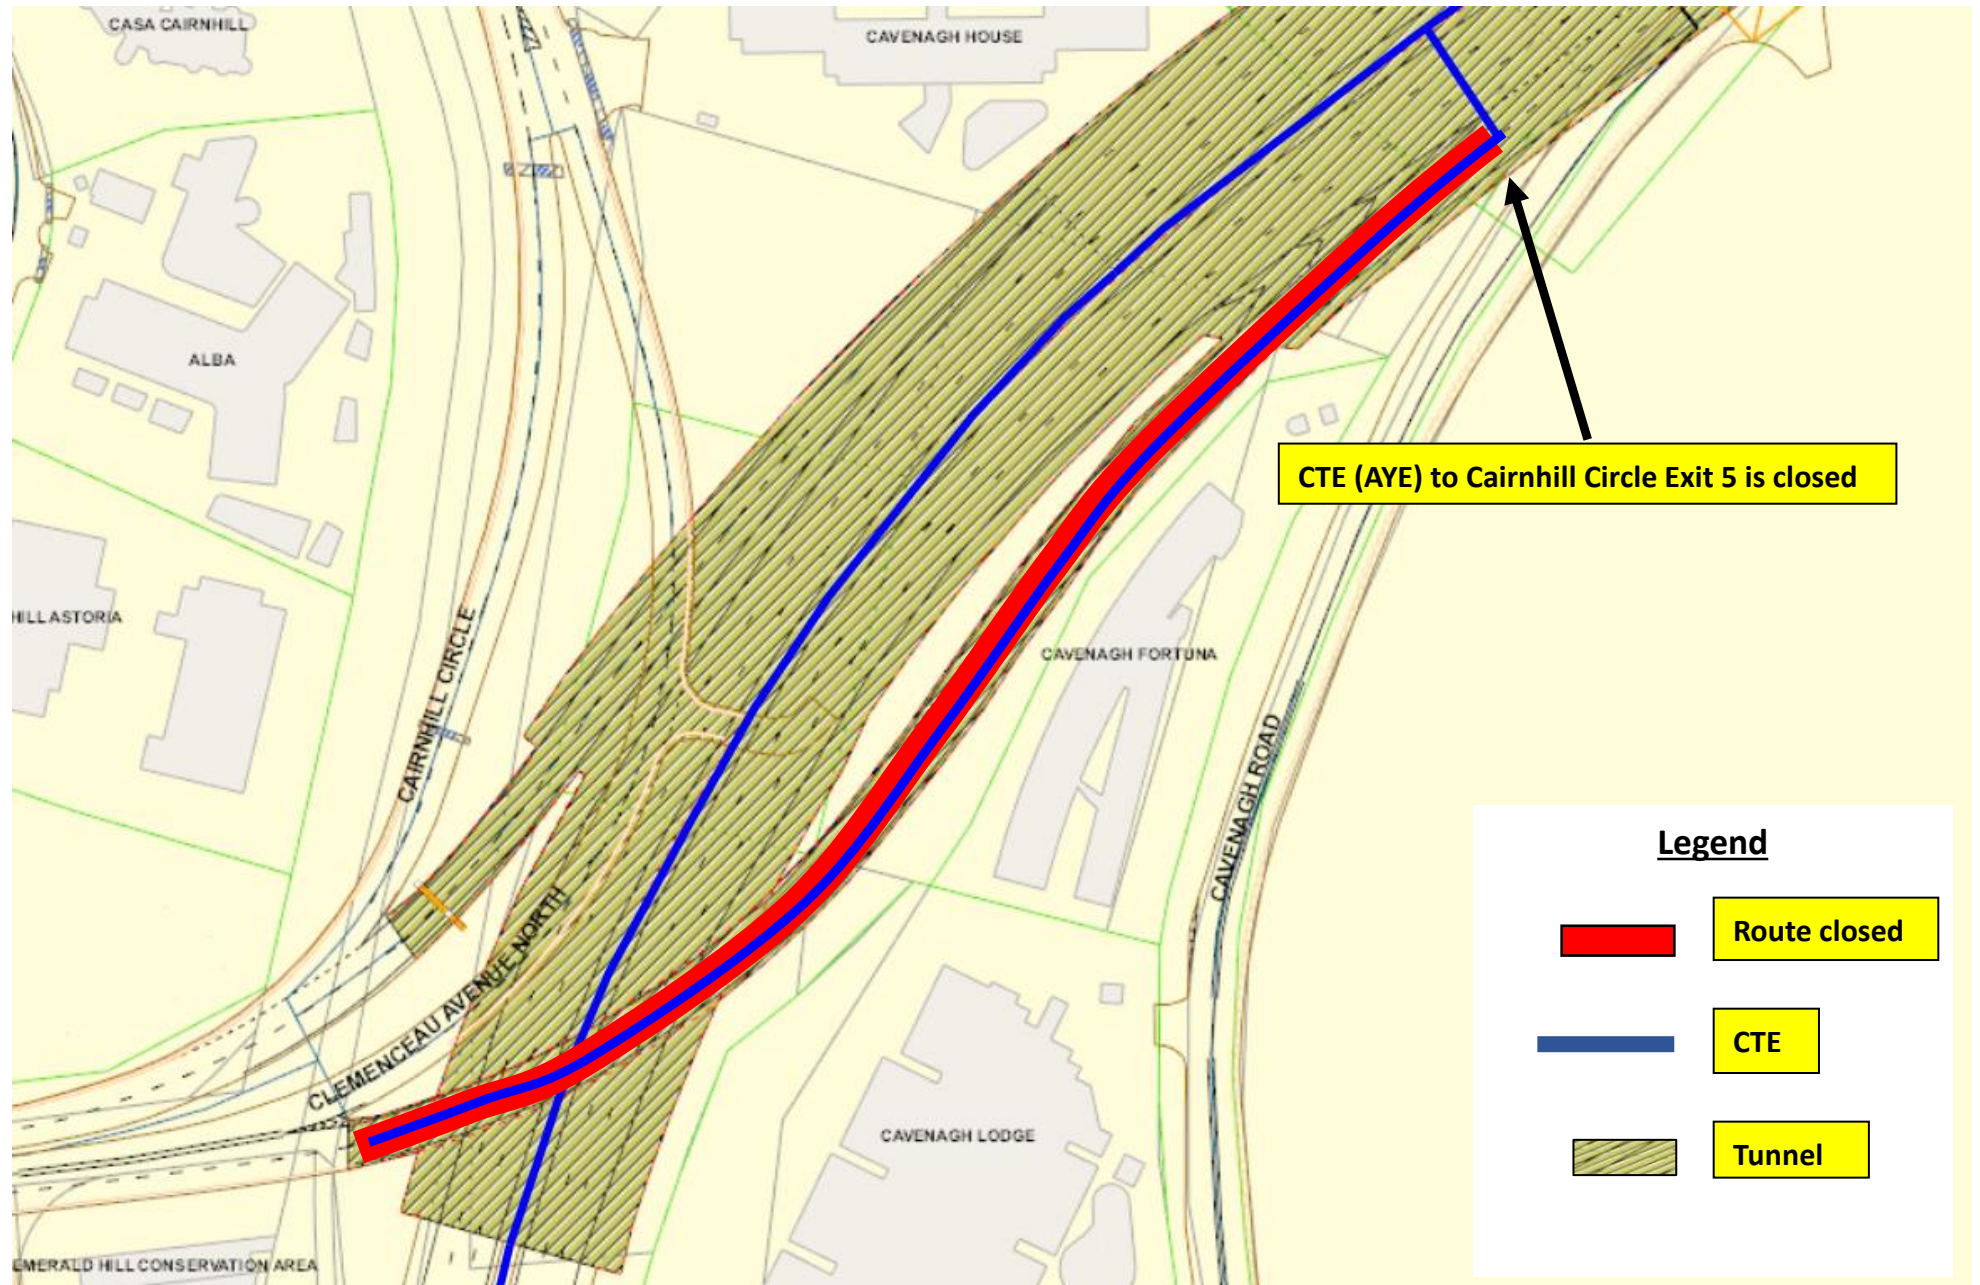 CASA CAIRNHILL
CAVENAGH HOUSE
ALBA
CTE (AYE) to Cairnhill Circle Exit 5 is closed
HILL ASTORIA
CAIRNHILL CIRCLE
CAVENAGH FORTUNA
CAVENAGH ROAD
CLEMENCEAU AVENUE NORTH
CAVENAGH LODGE
EMERALD HILL CONSERVATION AREA
Legend
Route closed
CTE
Tunnel